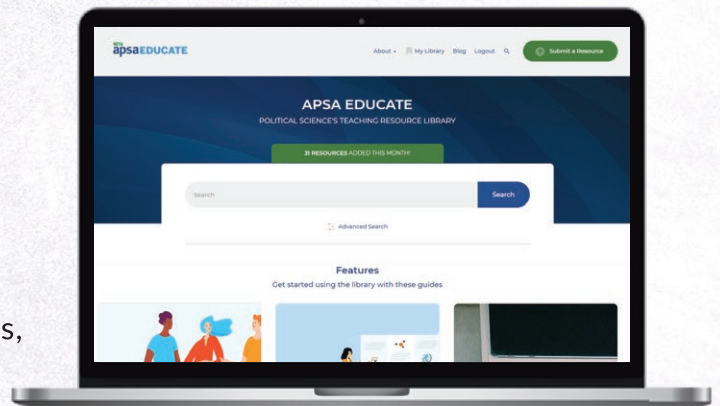 BETA
apsaEDUCATE
About
My Library
Blog
Logout
Submit a Resource
APSA EDUCATE
POLITICAL SCIENCE'S TEACHING RESOURCE LIBRARY
31 RESOURCES ADDED THIS MONTH!
Search
Search
Advanced Search
Features
Get started using the library with these guides
s,